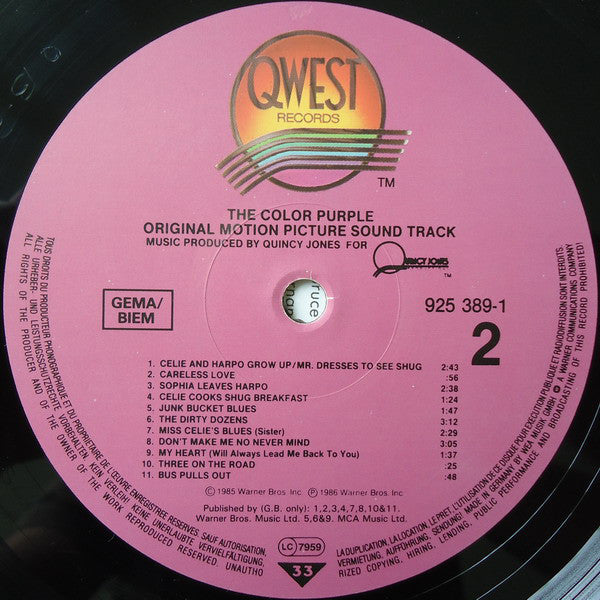 QWEST
RECORDS
TM
THE COLOR PURPLE
ORIGINAL MOTION PICTURE SOUND TRACK
MUSIC PRODUCED BY QUINCY JONES FOR
QUINCY JONES
TM
GEMA/
BIEM
925 389-1
2
ruce
man
1. CELIE AND HARPO GROW UP/MR. DRESSES TO SEE SHUG 2:43
2. CARELESS LOVE :56
3. SOPHIA LEAVES HARPO 2:38
4. CELIE COOKS SHUG BREAKFAST 1:24
5. JUNK BUCKET BLUES 1:47
6. THE DIRTY DOZENS 3:12
7. MISS CELIE'S BLUES (Sister) 2:29
8. DON'T MAKE ME NO NEVER MIND 3:05
9. MY HEART (Will Always Lead Me Back To You) 1:37
10. THREE ON THE ROAD :25
11. BUS PULLS OUT :48
©1985 Warner Bros. Inc ℗1986 Warner Bros. Inc.
Published by (G.B. only): 1,2,3,4,7,8,10&11.
Warner Bros. Music Ltd. 5,6&9. MCA Music Ltd.
LC 7959
33
TOUS DROITS DU PRODUCTEUR PHONOGRAPHIQUE ET DU PROPRIETAIRE DE L'ŒUVRE ENREGISTREE RESERVES. SAUF AUTORISATION,
LA DUPLICATION, LA LOCATION, LE PRET, L'UTILISATION DE CE DISQUE POUR EXECUTION PUBLIQUE ET RADIODIFFUSION SONT INTERDITS.
ALLE URHEBER- UND LEISTUNGSSCHUTZRECHTE VORBEHALTEN. KEIN VERLEIH! KEINE UNERLAUBTE VERVIELFÄLTIGUNG,
VERMIETUNG, AUFFÜHRUNG, SENDUNG! MADE IN GERMANY BY WEA MUSIK GMBH A WARNER COMMUNICATIONS COMPANY
ALL RIGHTS OF THE PRODUCER AND OF THE OWNER OF THE WORK REPRODUCED RESERVED. UNAUTHO
RIZED COPYING, HIRING, LENDING, PUBLIC PERFORMANCE AND BROADCASTING OF THIS RECORD PROHIBITED!